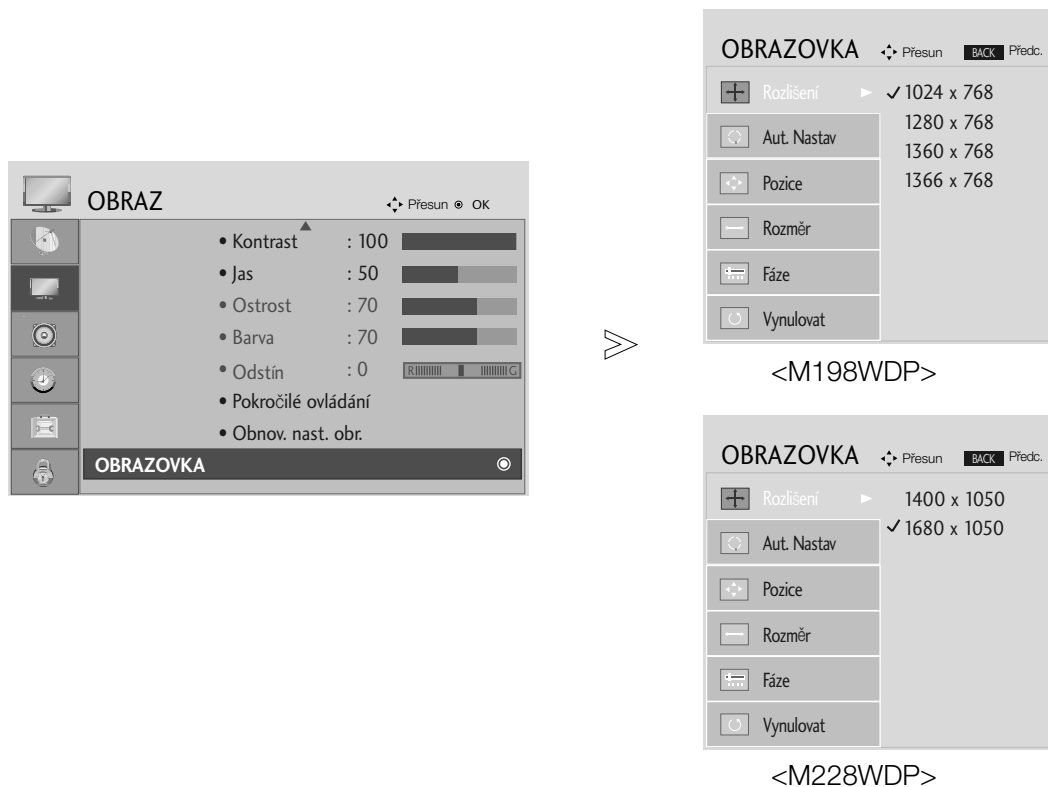 OBRAZ
Přesun OK
• Kontrast : 100
• Jas : 50
• Ostrost : 70
• Barva : 70
• Odstín : 0 R G
• Pokročilé ovládání
• Obnov. nast. obr.
OBRAZOVKA
OBRAZOVKA Přesun BACK Předc.
Rozlišení 1024 x 768
1280 x 768
Aut. Nastav
1360 x 768
Pozice 1366 x 768
Rozměr
Fáze
Vynulovat
<M198WDP>
OBRAZOVKA Přesun BACK Předc.
Rozlišení 1400 x 1050
1680 x 1050
Aut. Nastav
Pozice
Rozměr
Fáze
Vynulovat
<M228WDP>